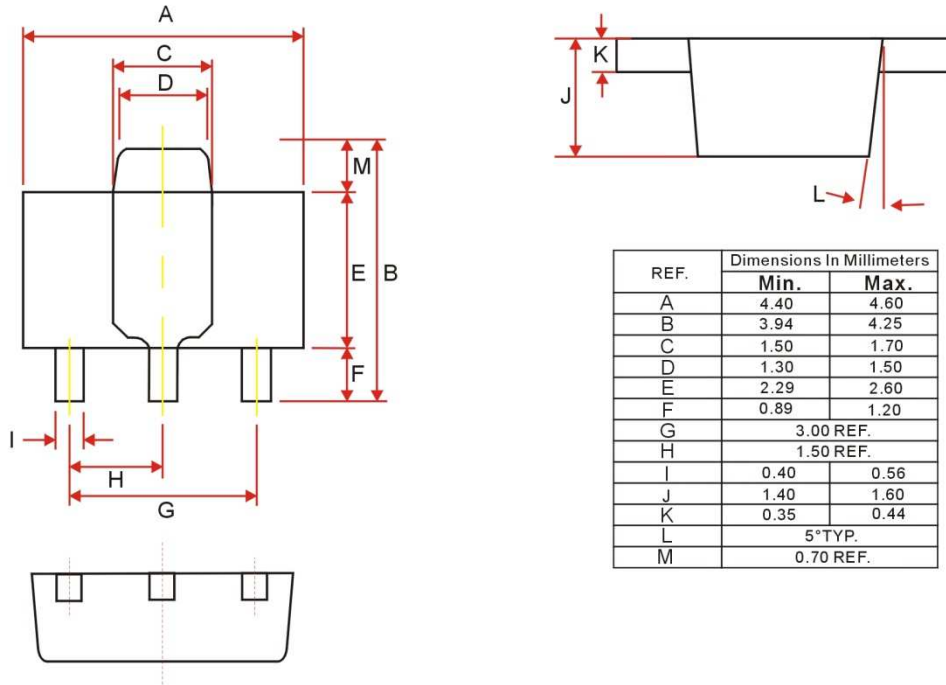 A
C
D
M
E
B
F
I
H
G
K
J
L
REF. Dimensions In Millimeters
Min. Max.
A 4.40 4.60
B 3.94 4.25
C 1.50 1.70
D 1.30 1.50
E 2.29 2.60
F 0.89 1.20
G 3.00 REF.
H 1.50 REF.
I 0.40 0.56
J 1.40 1.60
K 0.35 0.44
L 5°TYP.
M 0.70 REF.